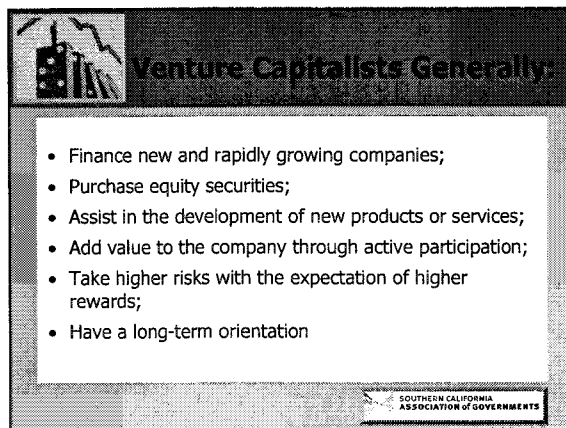 Venture Capitalists Generally:
• Finance new and rapidly growing companies;
• Purchase equity securities;
• Assist in the development of new products or services;
• Add value to the company through active participation;
• Take higher risks with the expectation of higher
rewards;
• Have a long-term orientation
SOUTHERN CALIFORNIA
ASSOCIATION of GOVERNMENTS